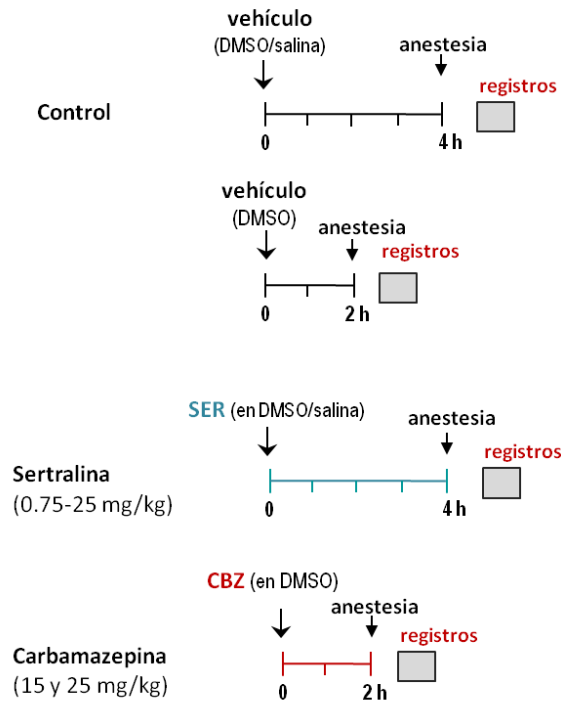 vehículo
(DMSO/salina)
anestesia
registros
Control
0
4 h
vehículo
(DMSO)
anestesia
registros
0
2 h
SER (en DMSO/salina)
anestesia
registros
Sertralina
(0.75-25 mg/kg)
0
4 h
CBZ (en DMSO)
anestesia
registros
Carbamazepina
(15 y 25 mg/kg)
0
2 h